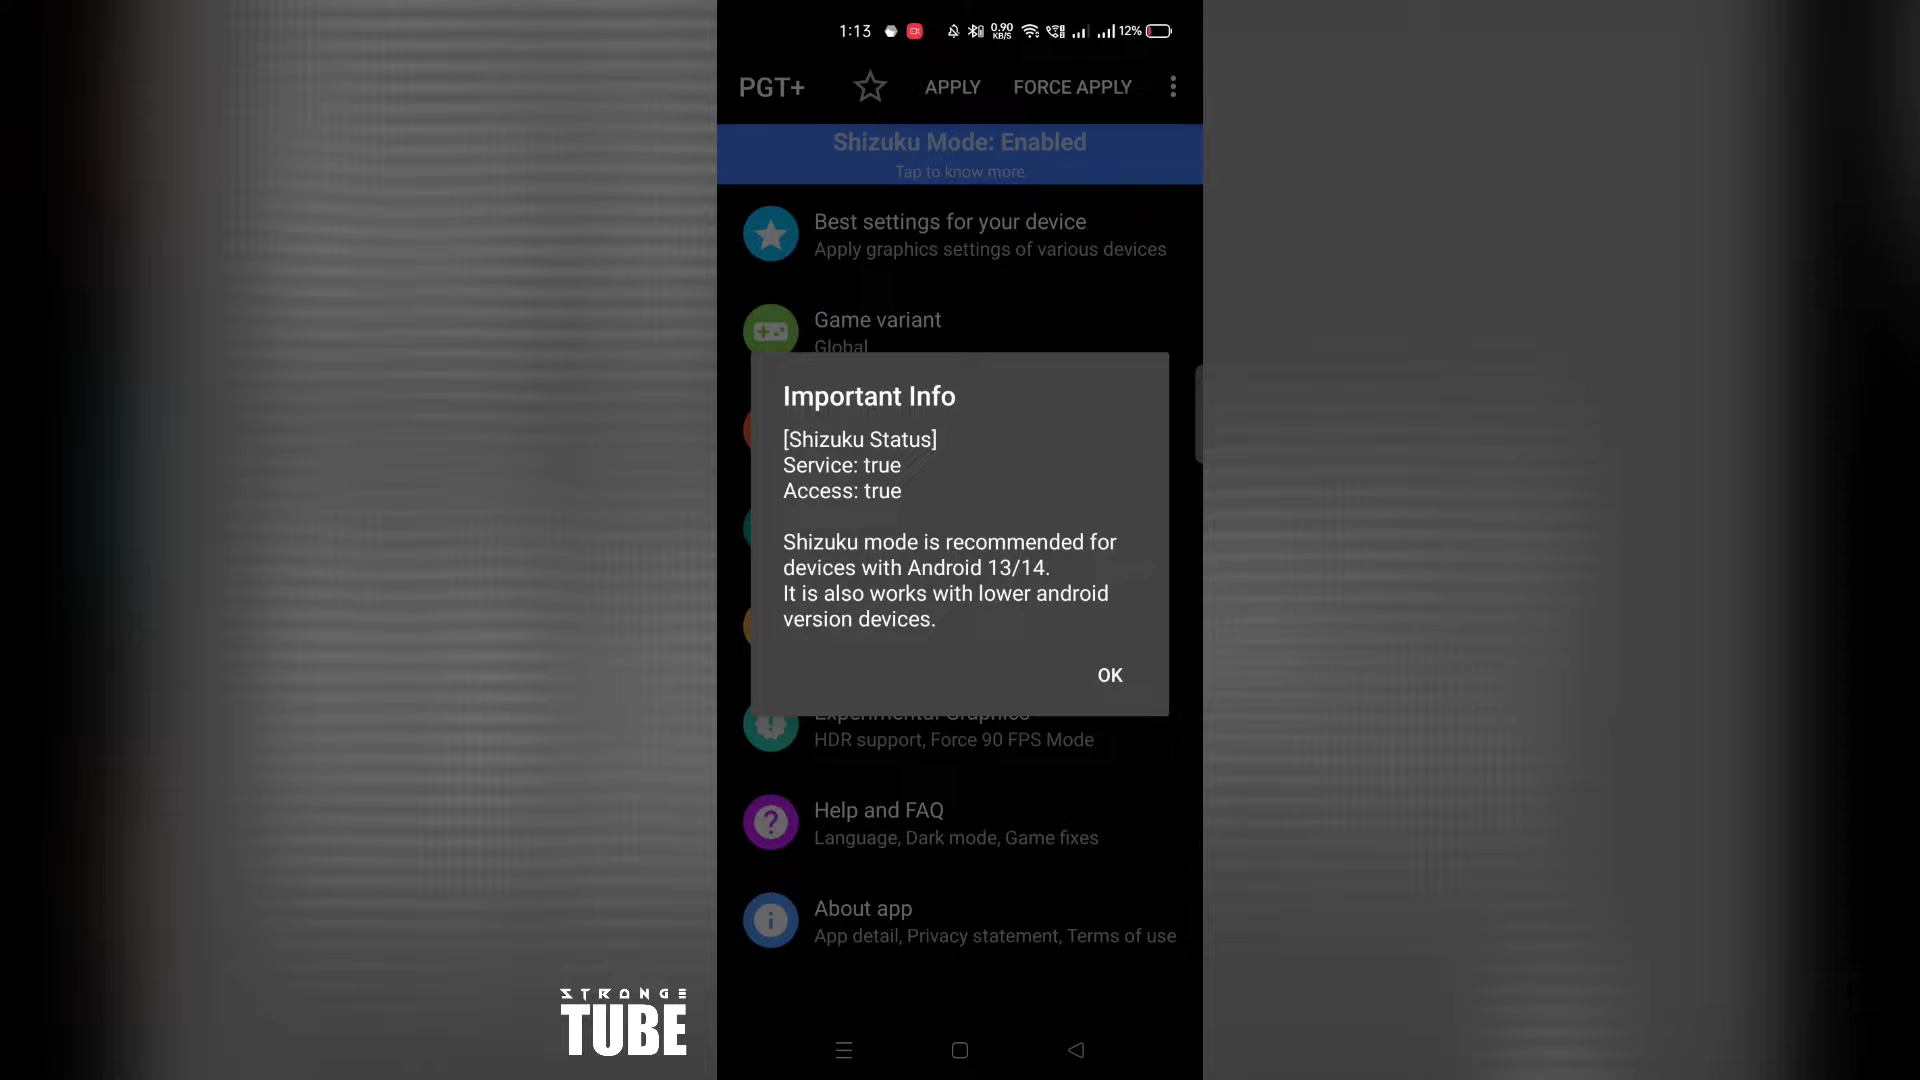 1:13
0.90
KB/S
12%
PGT+
APPLY
FORCE APPLY
Shizuku Mode: Enabled
Tap to know more
Best settings for your device
Apply graphics settings of various devices
Game variant
Global
Important Info
[Shizuku Status]
Service: true
Access: true
Shizuku mode is recommended for
devices with Android 13/14.
It is also works with lower android
version devices.
OK
Experimental Graphics
HDR support, Force 90 FPS Mode
Help and FAQ
Language, Dark mode, Game fixes
About app
App detail, Privacy statement, Terms of use
STRANGE
TUBE